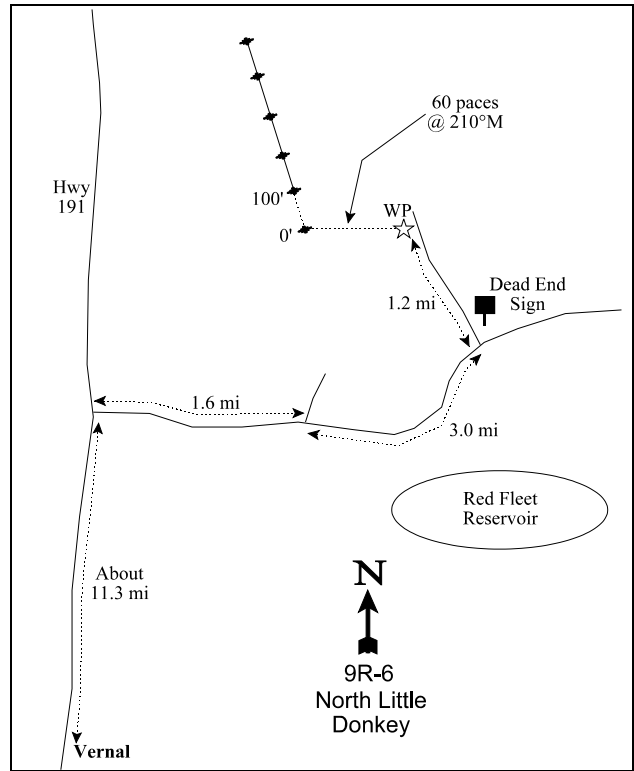 60 paces
@ 210°M
Hwy
191
100'
WP
0'
Dead End
Sign
1.2 mi
1.6 mi
3.0 mi
Red Fleet
Reservoir
About
11.3 mi
N
9R-6
North Little
Donkey
Vernal